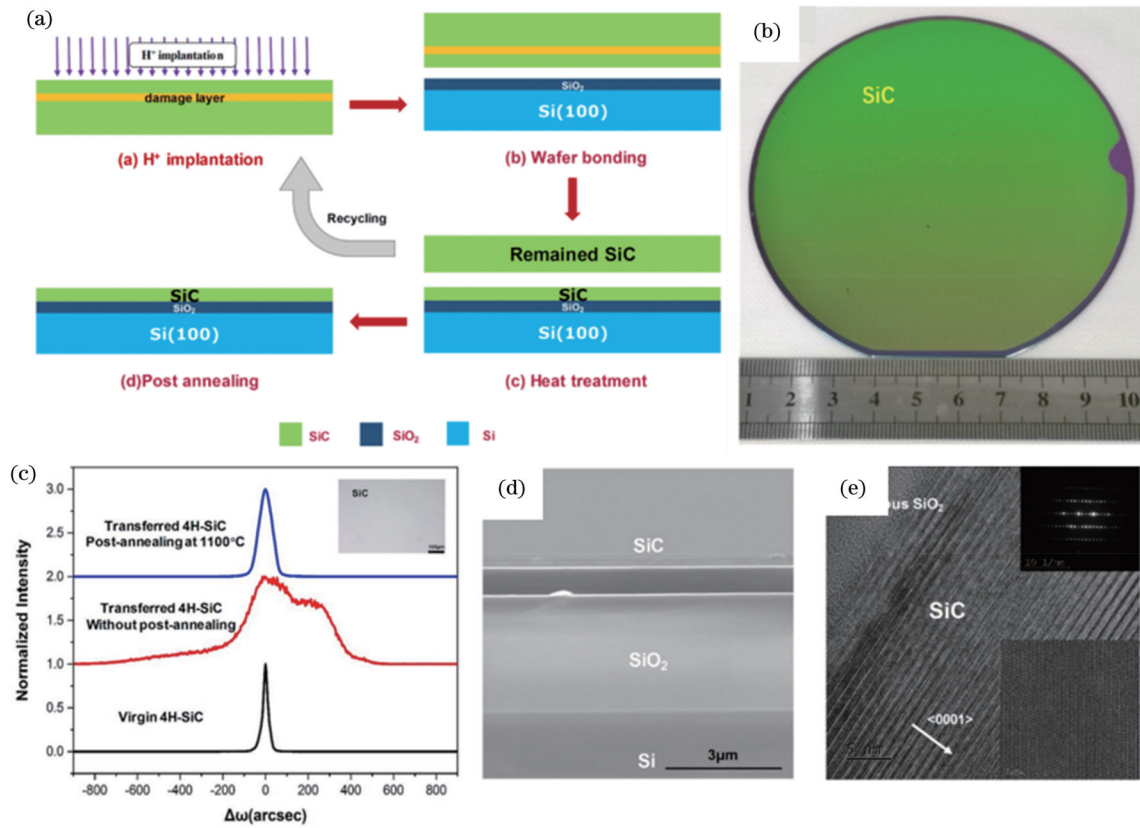 (a)
H⁺ implantation
damage layer
(a) H⁺ implantation
SiO₂
Si(100)
(b) Wafer bonding
Recycling
Remained SiC
SiC
SiO₂
Si(100)
(c) Heat treatment
SiC
SiO₂
Si(100)
(d)Post annealing
SiC
SiO₂
Si
(b)
SiC
1 2 3 4 5 6 7 8 9 10
(c)
Normalized Intensity
3.0
2.5
2.0
1.5
1.0
0.5
0.0
Transferred 4H-SiC
Post-annealing at 1100°C
SiC
Transferred 4H-SiC
Without post-annealing
Virgin 4H-SiC
-800 -600 -400 -200 0 200 400 600 800
Δω(arcsec)
(d)
SiC
SiO₂
Si
3μm
(e)
ous SiO₂
SiC
<0001>